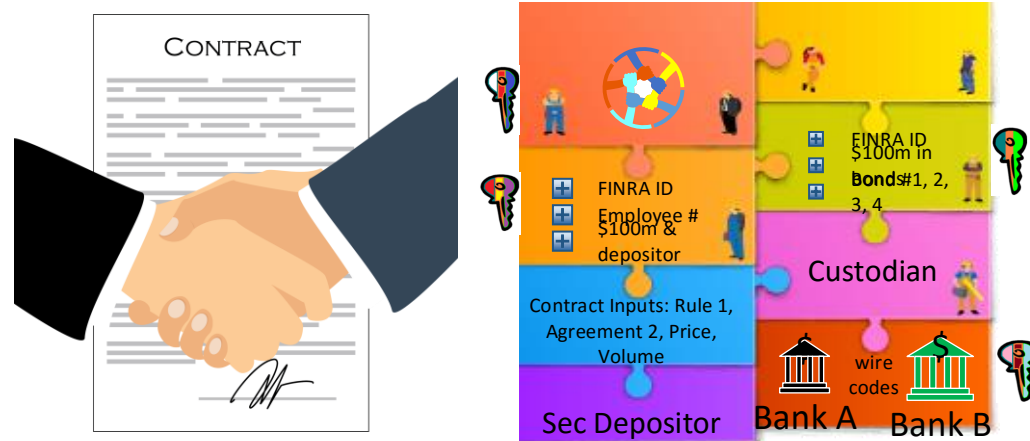 CONTRACT
FINRA ID
Employee #
$100m &
depositor
Contract Inputs: Rule 1,
Agreement 2, Price,
Volume
Sec Depositor
FINRA ID
$100m in
bonds
Bond #1, 2,
3, 4
Custodian
$
$
wire
codes
Bank A
Bank B